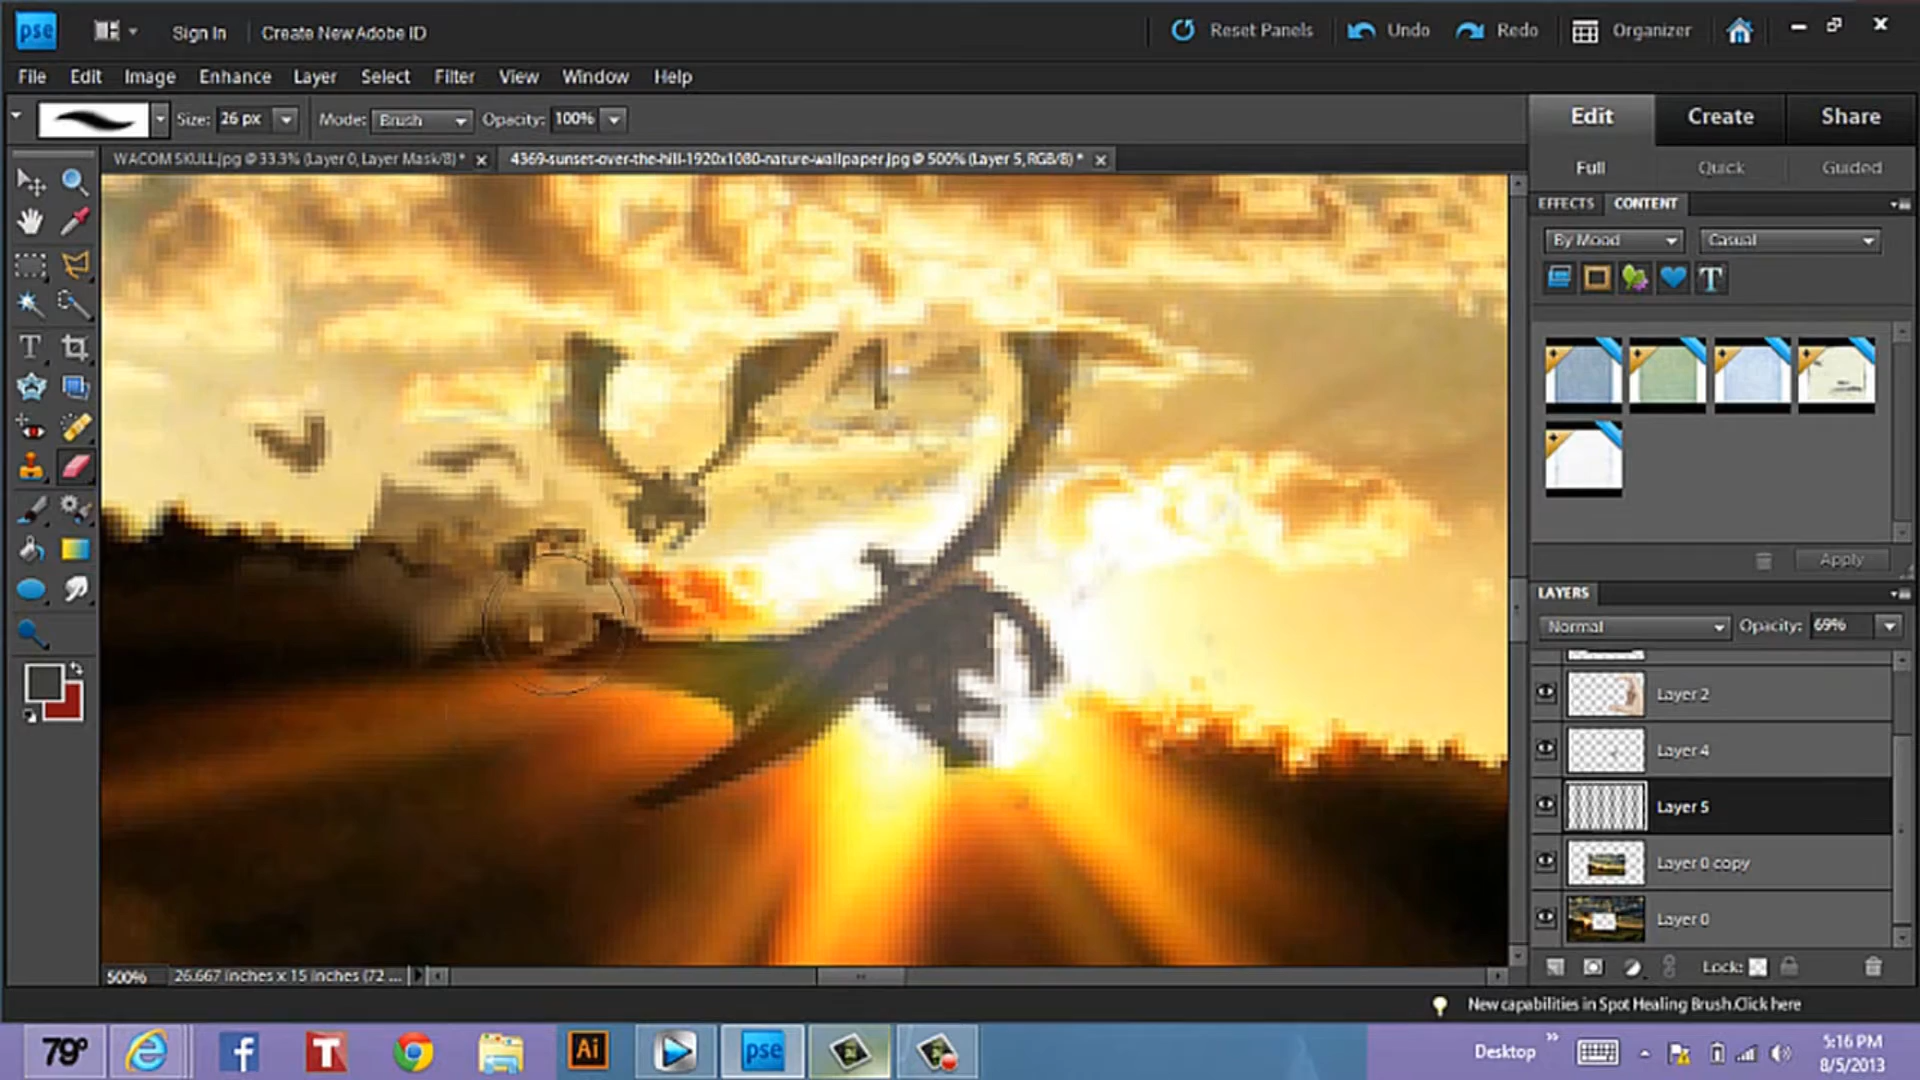 pse Sign In Create New Adobe ID Reset Panels Undo Redo Organizer
File Edit Image Enhance Layer Select Filter View Window Help
Size: 26 px Mode: Brush Opacity: 100%
Edit Create Share
WACOM SKULL.jpg @ 33.3% (Layer 0, Layer Mask/8) *
4369-sunset-over-the-hill-1920x1080-nature-wallpaper.jpg @ 500% (Layer 5, RGB/8) *
Full Quick Guided
EFFECTS CONTENT
By Mood Casual
T
T
Apply
LAYERS
Normal Opacity: 69%
Layer 2
Layer 4
Layer 5
Layer 0 copy
Layer 0
Lock:
500% 26.667 inches x 15 inches (72 ...
New capabilities in Spot Healing Brush.Click here
79° f T Ai pse Desktop
5:16 PM
8/5/2013